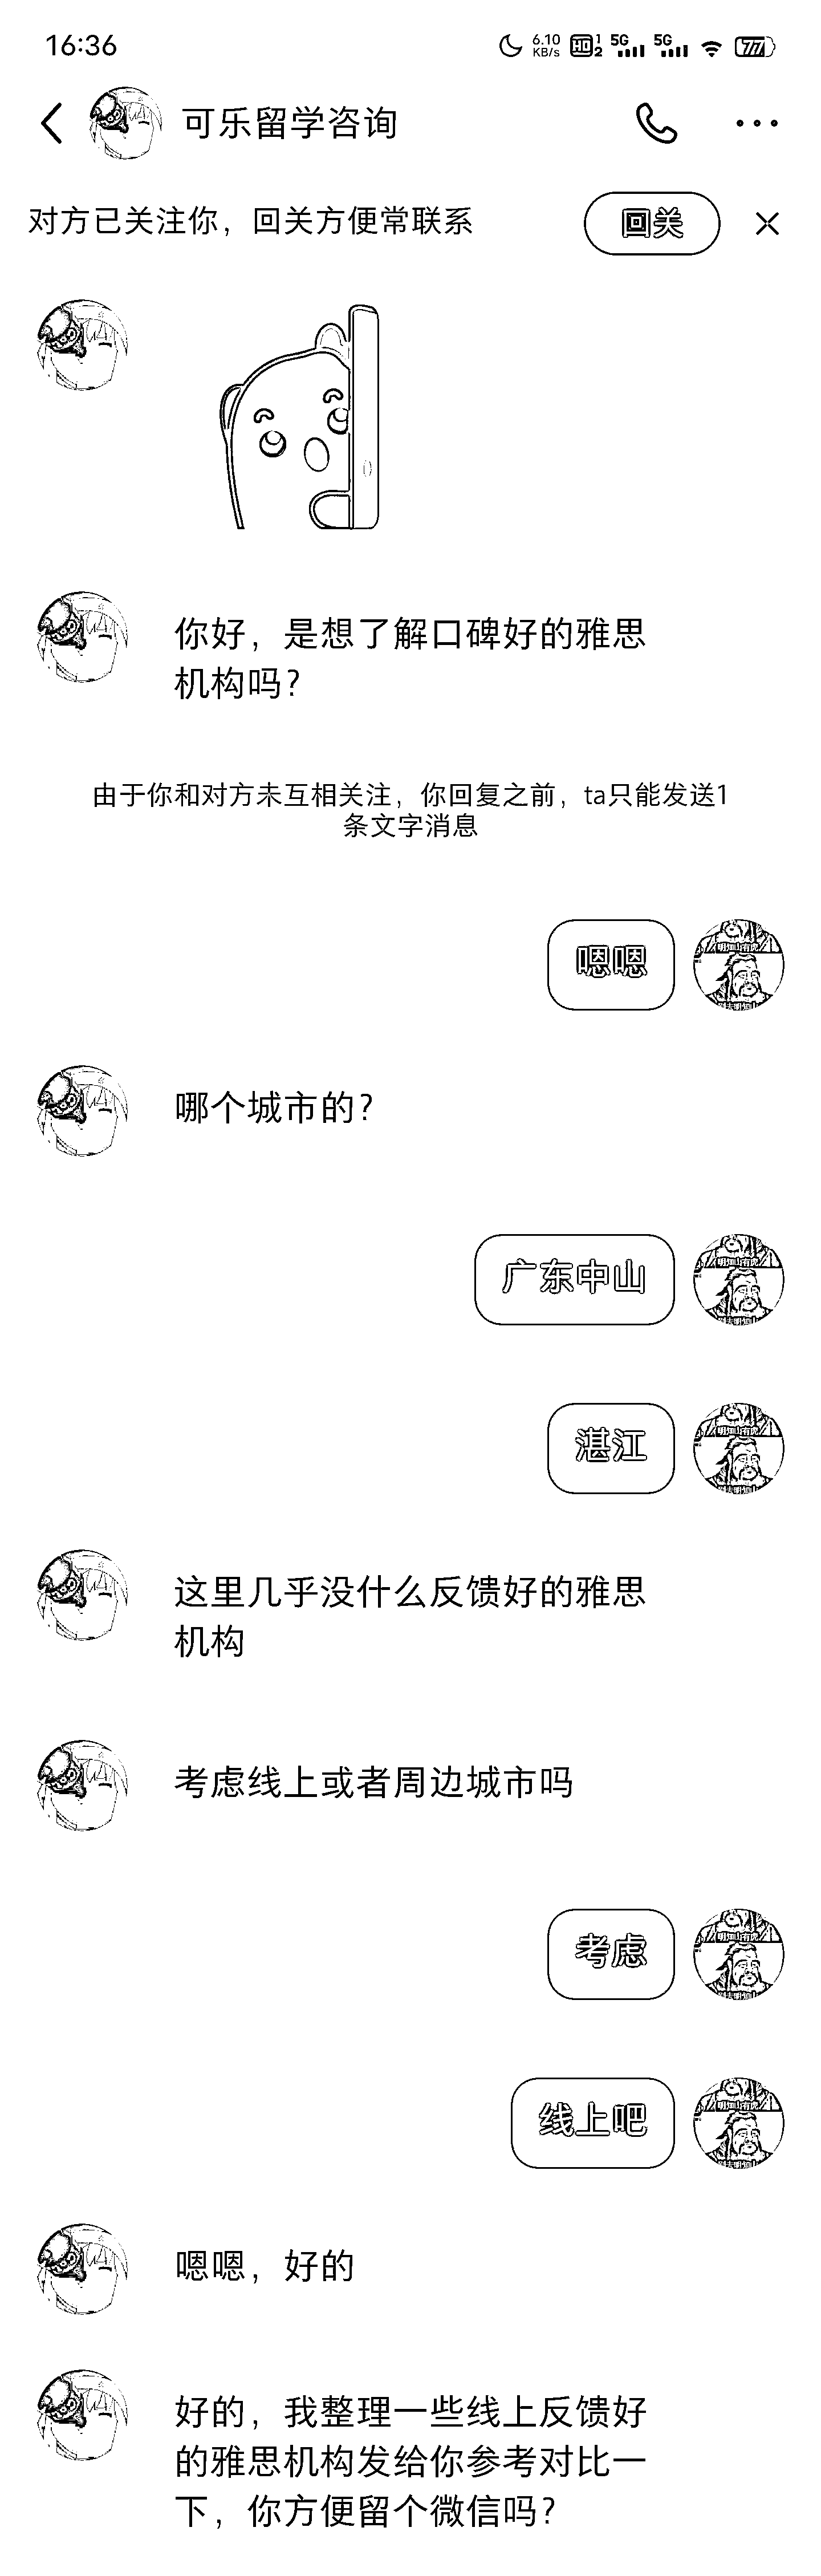 16:36
6.10
KB/s
HD 1
2
5G
5G
77
可乐留学咨询
对方已关注你，回关方便常联系
回关
你好，是想了解口碑好的雅思
机构吗？
由于你和对方未互相关注，你回复之前，ta只能发送1
条文字消息
嗯嗯
哪个城市的？
广东中山
湛江
这里几乎没什么反馈好的雅思
机构
考虑线上或者周边城市吗
考虑
线上吧
嗯嗯，好的
好的，我整理一些线上反馈好
的雅思机构发给你参考对比一
下，你方便留个微信吗？